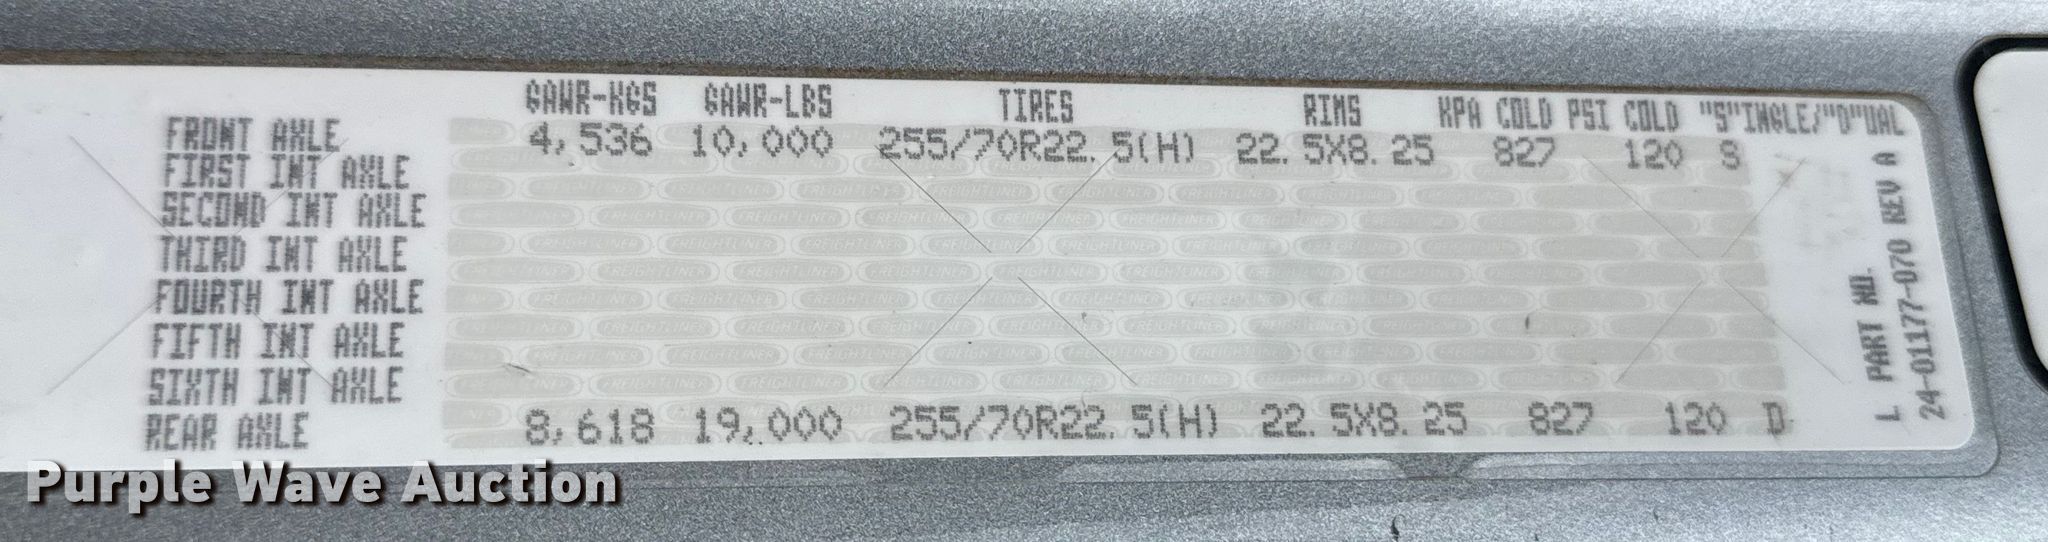 GAWR-KGS GAWR-LBS TIRES RIMS KPA COLD PSI COLD "S"INGLE/"D"UAL
FRONT AXLE 4,536 10,000 255/70R22.5(H) 22.5X8.25 827 120 S
FIRST INT AXLE
SECOND INT AXLE
THIRD INT AXLE
FOURTH INT AXLE
FIFTH INT AXLE
SIXTH INT AXLE
REAR AXLE 8,618 19,000 255/70R22.5(H) 22.5X8.25 827 120 D
L PART NO.
24-01177-070 REV A
FREIGHTLINER
Purple Wave Auction